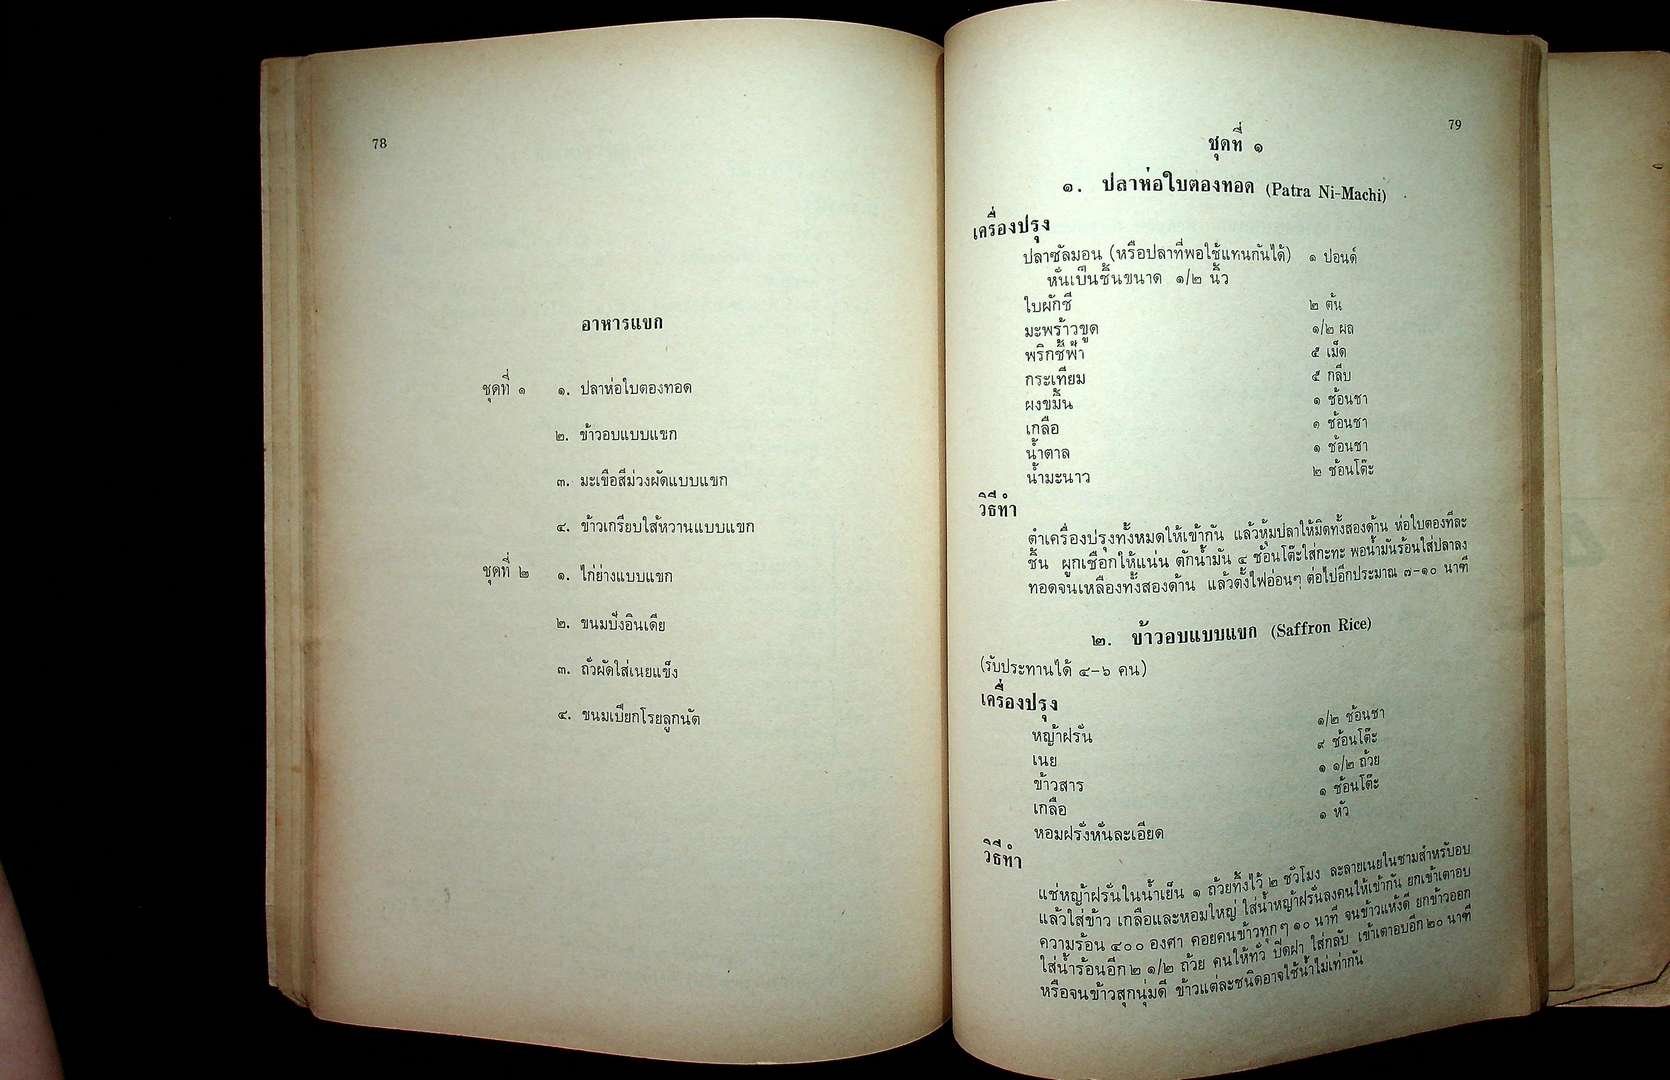 78
อาหารแขก
ชุดที่ ๑ ๑. ปลาห่อใบตองทอด
๒. ข้าวอบแบบแขก
๓. มะเขือสีม่วงผัดแบบแขก
๔. ข้าวเกรียบใส้หวานแบบแขก
ชุดที่ ๒ ๑. ไก่ย่างแบบแขก
๒. ขนมปังอินเดีย
๓. ถั่วผัดใส่เนยแข็ง
๔. ขนมเปียกโรยลูกนัต
79
ชุดที่ ๑
๑. ปลาห่อใบตองทอด (Patra Ni-Machi)
เครื่องปรุง
ปลาซัลมอน (หรือปลาที่พอใช้แทนกันได้) ๑ ปอนด์
หั่นเป็นชิ้นขนาด ๑/๒ นิ้ว
ใบผักชี ๒ ต้น
มะพร้าวขูด ๑/๒ ผล
พริกชี้ฟ้า ๕ เม็ด
กระเทียม ๕ กลีบ
ผงขมิ้น ๑ ช้อนชา
เกลือ ๑ ช้อนชา
น้ำตาล ๑ ช้อนชา
น้ำมะนาว ๒ ช้อนโต๊ะ
วิธีทำ
ตำเครื่องปรุงทั้งหมดให้เข้ากัน แล้วหุ้มปลาให้มิดทั้งสองด้าน ห่อใบตองทีละ
ชิ้น ผูกเชือกให้แน่น ตักน้ำมัน ๔ ช้อนโต๊ะใส่กะทะ พอน้ำมันร้อนใส่ปลาลง
ทอดจนเหลืองทั้งสองด้าน แล้วตั้งไฟอ่อนๆ ต่อไปอีกประมาณ ๗-๑๐ นาที
๒. ข้าวอบแบบแขก (Saffron Rice)
(รับประทานได้ ๔-๖ คน)
เครื่องปรุง
หญ้าฝรั่น ๑/๒ ช้อนชา
เนย ๙ ช้อนโต๊ะ
ข้าวสาร ๑ ๑/๒ ถ้วย
เกลือ ๑ ช้อนโต๊ะ
หอมฝรั่งหั่นละเอียด ๑ หัว
วิธีทำ
แช่หญ้าฝรั่นในน้ำเย็น ๑ ถ้วยทิ้งไว้ ๒ ชั่วโมง ละลายเนยในชามสำหรับอบ
แล้วใส่ข้าว เกลือและหอมใหญ่ ใส่น้ำหญ้าฝรั่นลงคนให้เข้ากัน ยกเข้าเตาอบ
ความร้อน ๔๐๐ องศา คอยคนข้าวทุกๆ ๑๐ นาที จนข้าวแห้งดี ยกข้าวออก
ใส่น้ำร้อนอีก ๒ ๑/๒ ถ้วย คนให้ทั่ว ปิดฝา ใส่กลับ เข้าเตาอบอีก ๒๐ นาที
หรือจนข้าวสุกนุ่มดี ข้าวแต่ละชนิดอาจใช้น้ำไม่เท่ากัน